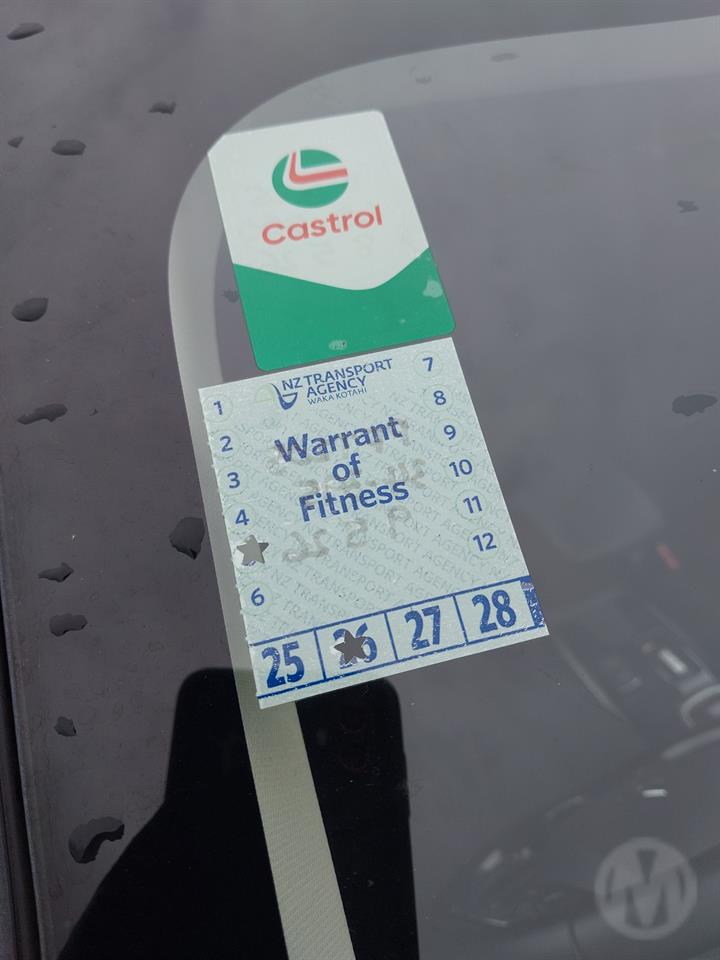 Castrol
NZ TRANSPORT
AGENCY
WAKA KOTAHI
Warrant
of
Fitness
1
2
3
4
6
7
8
9
10
11
12
25 26 27 28
M